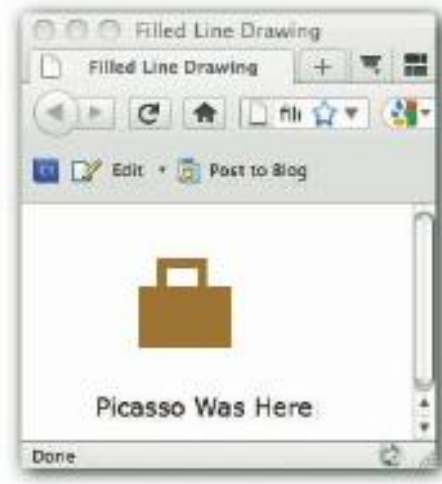 Filled Line Drawing
Filled Line Drawing
Edit
Post to Blog
Picasso Was Here
Done